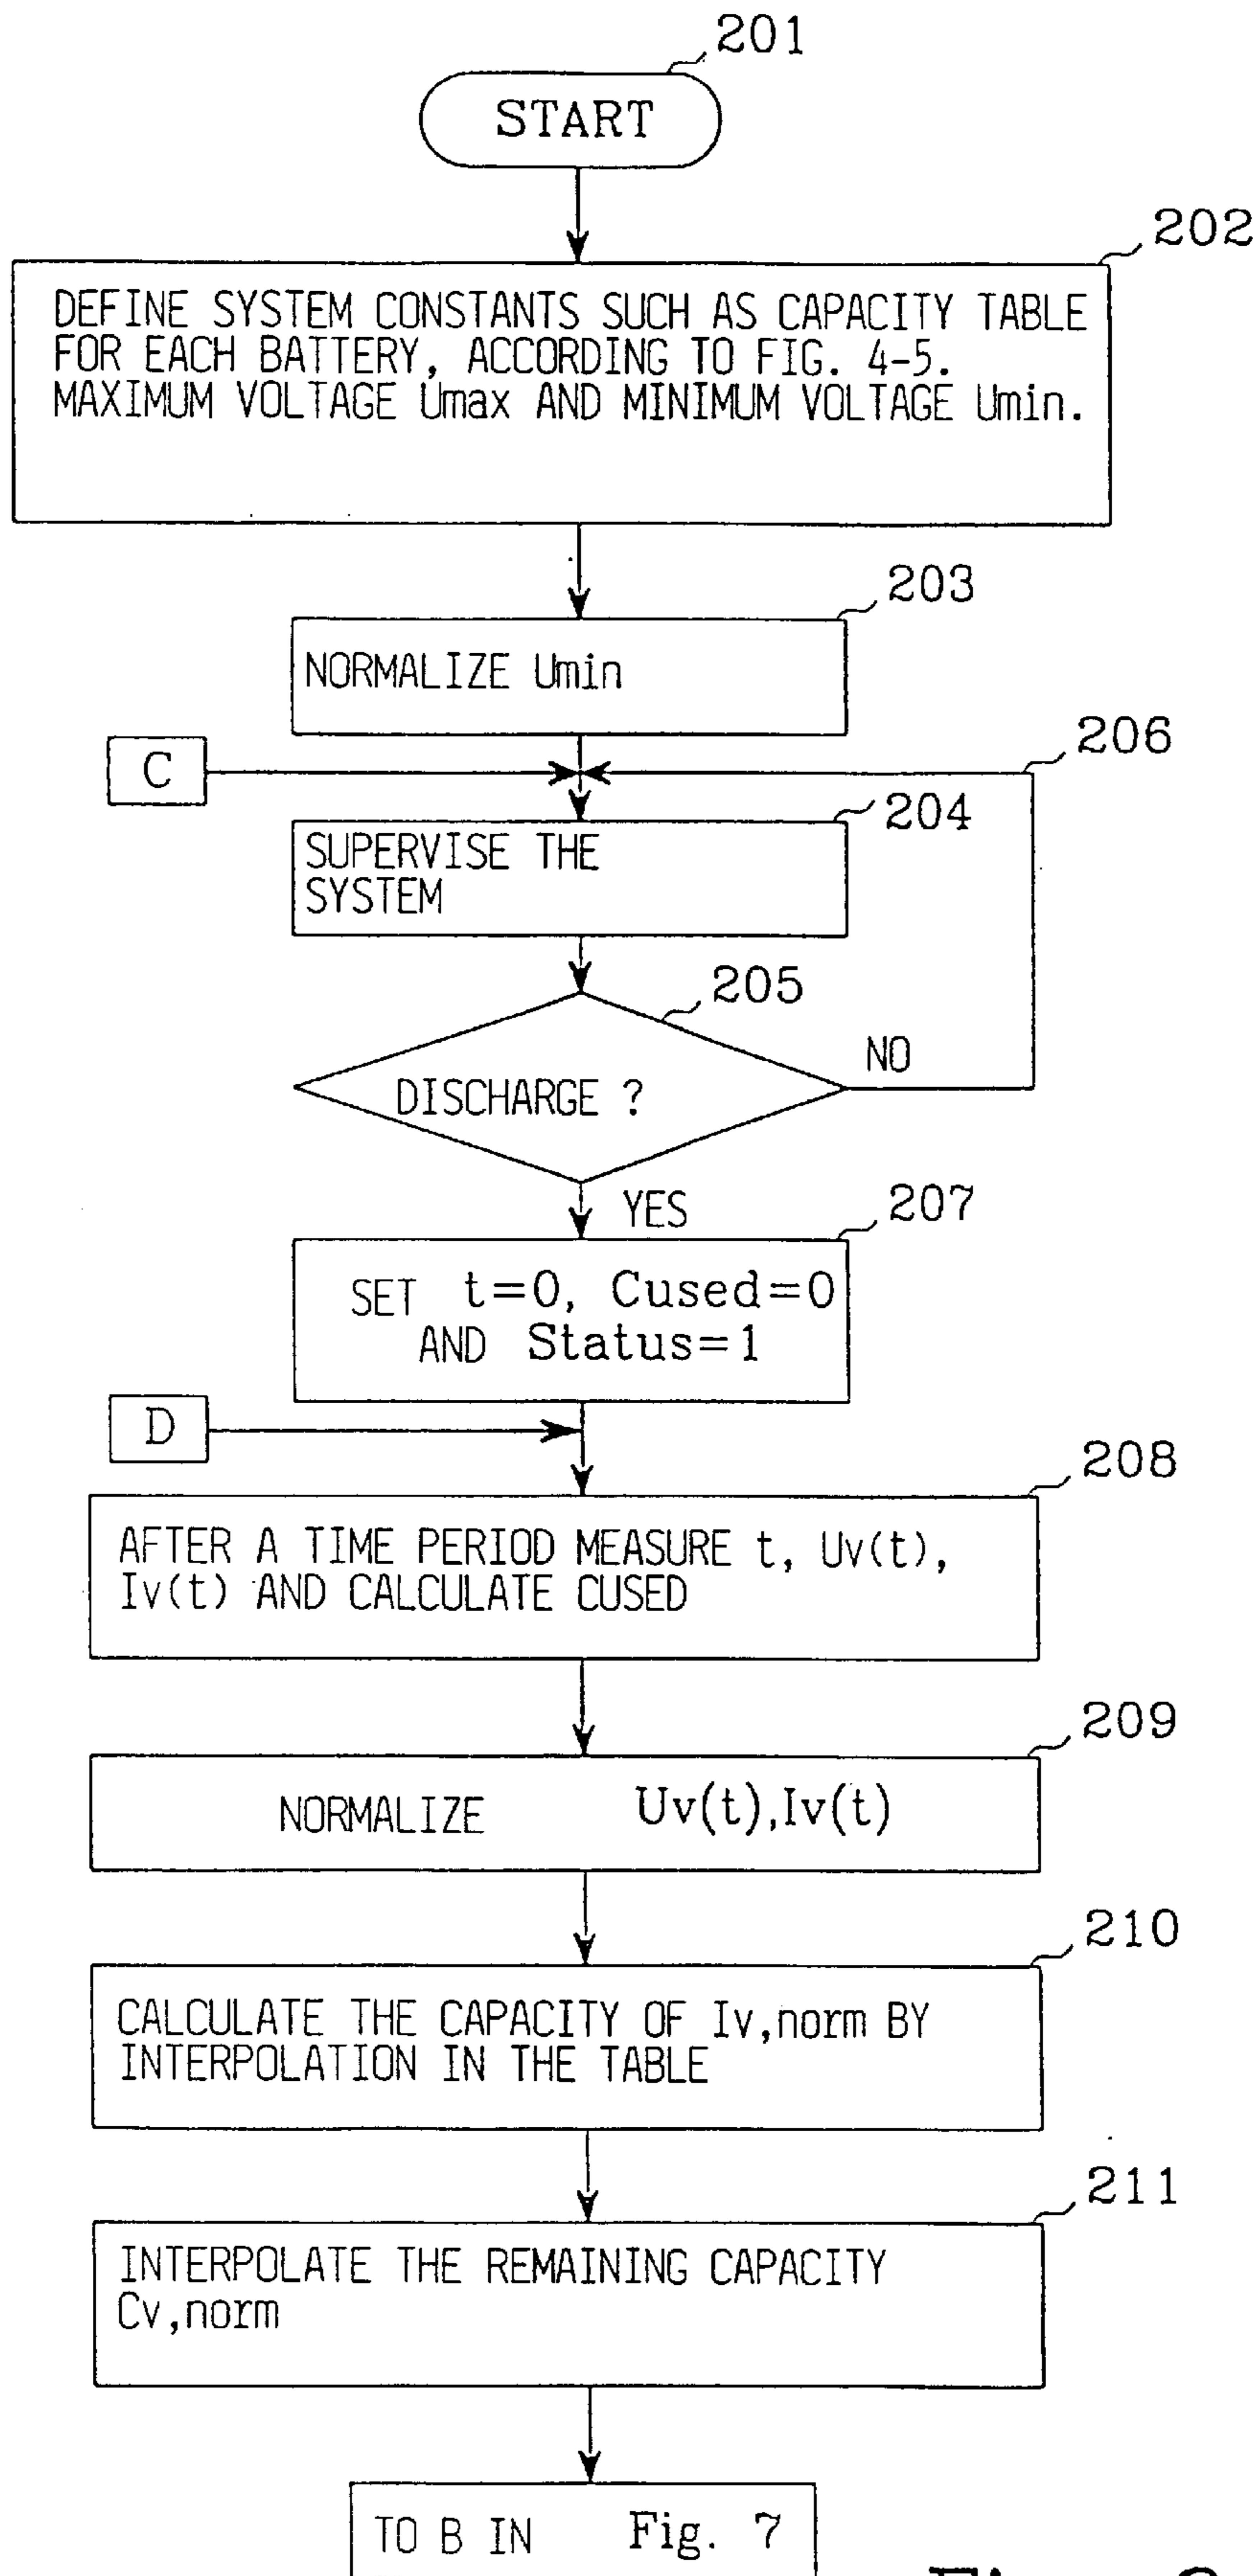 201
START
202
DEFINE SYSTEM CONSTANTS SUCH AS CAPACITY TABLE
FOR EACH BATTERY, ACCORDING TO FIG. 4-5.
MAXIMUM VOLTAGE Umax AND MINIMUM VOLTAGE Umin.
203
NORMALIZE Umin
C
206
204
SUPERVISE THE
SYSTEM
205
NO
DISCHARGE ?
YES
207
SET t=0, Cused=0
AND Status=1
D
208
AFTER A TIME PERIOD MEASURE t, Uv(t),
Iv(t) AND CALCULATE CUSED
209
NORMALIZE Uv(t),Iv(t)
210
CALCULATE THE CAPACITY OF Iv,norm BY
INTERPOLATION IN THE TABLE
211
INTERPOLATE THE REMAINING CAPACITY
Cv,norm
TO B IN Fig. 7